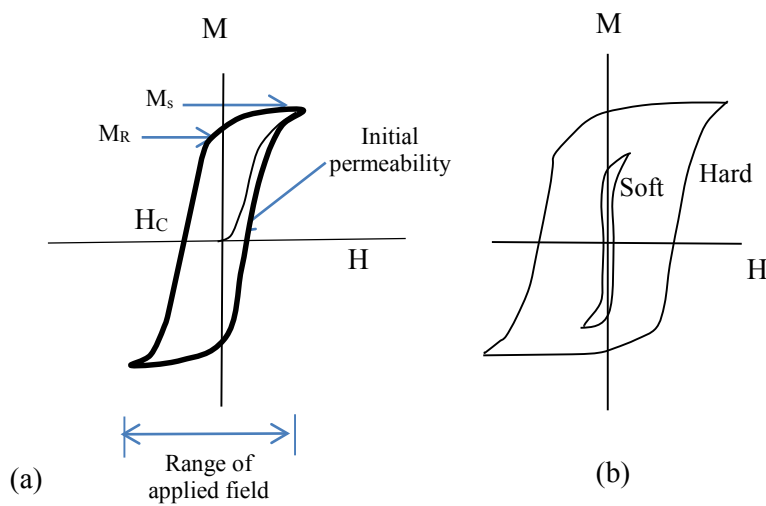 M
M
Ms
MR
Initial
permeability
Soft
Hard
HC
H
H
Range of
applied field
(a)
(b)